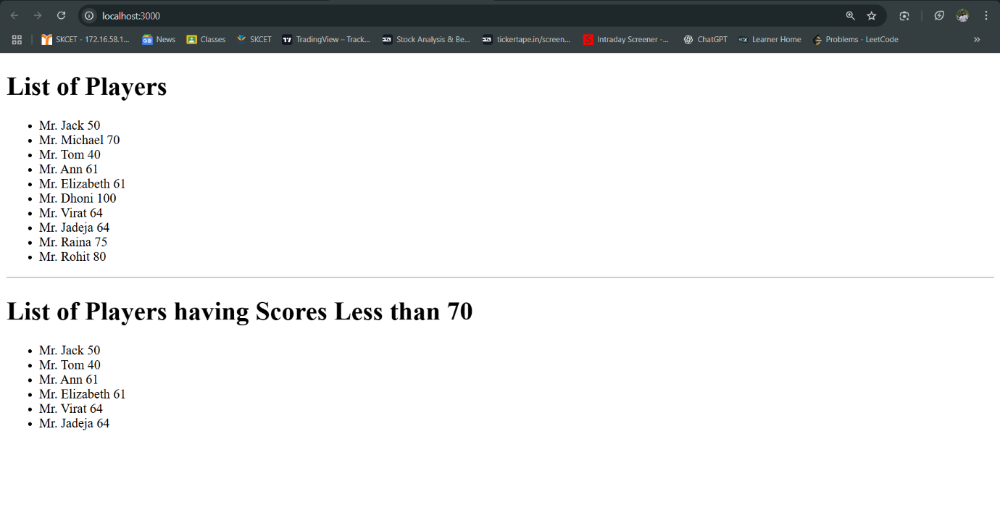 localhost:3000
SKCET - 172.16.58.1... News Classes SKCET TradingView – Track... Stock Analysis & Be... tickertape.in/screen... Intraday Screener -... ChatGPT Learner Home Problems - LeetCode »
List of Players
• Mr. Jack 50
• Mr. Michael 70
• Mr. Tom 40
• Mr. Ann 61
• Mr. Elizabeth 61
• Mr. Dhoni 100
• Mr. Virat 64
• Mr. Jadeja 64
• Mr. Raina 75
• Mr. Rohit 80
List of Players having Scores Less than 70
• Mr. Jack 50
• Mr. Tom 40
• Mr. Ann 61
• Mr. Elizabeth 61
• Mr. Virat 64
• Mr. Jadeja 64